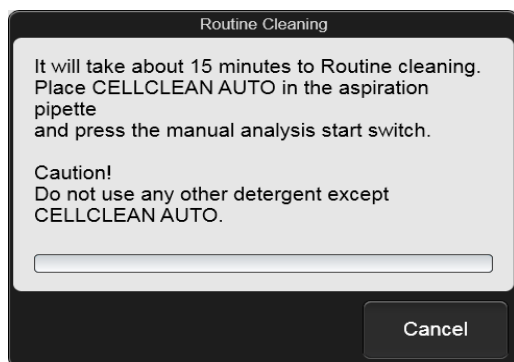 Routine Cleaning
It will take about 15 minutes to Routine cleaning.
Place CELLCLEAN AUTO in the aspiration
pipette
and press the manual analysis start switch.
Caution!
Do not use any other detergent except
CELLCLEAN AUTO.
Cancel